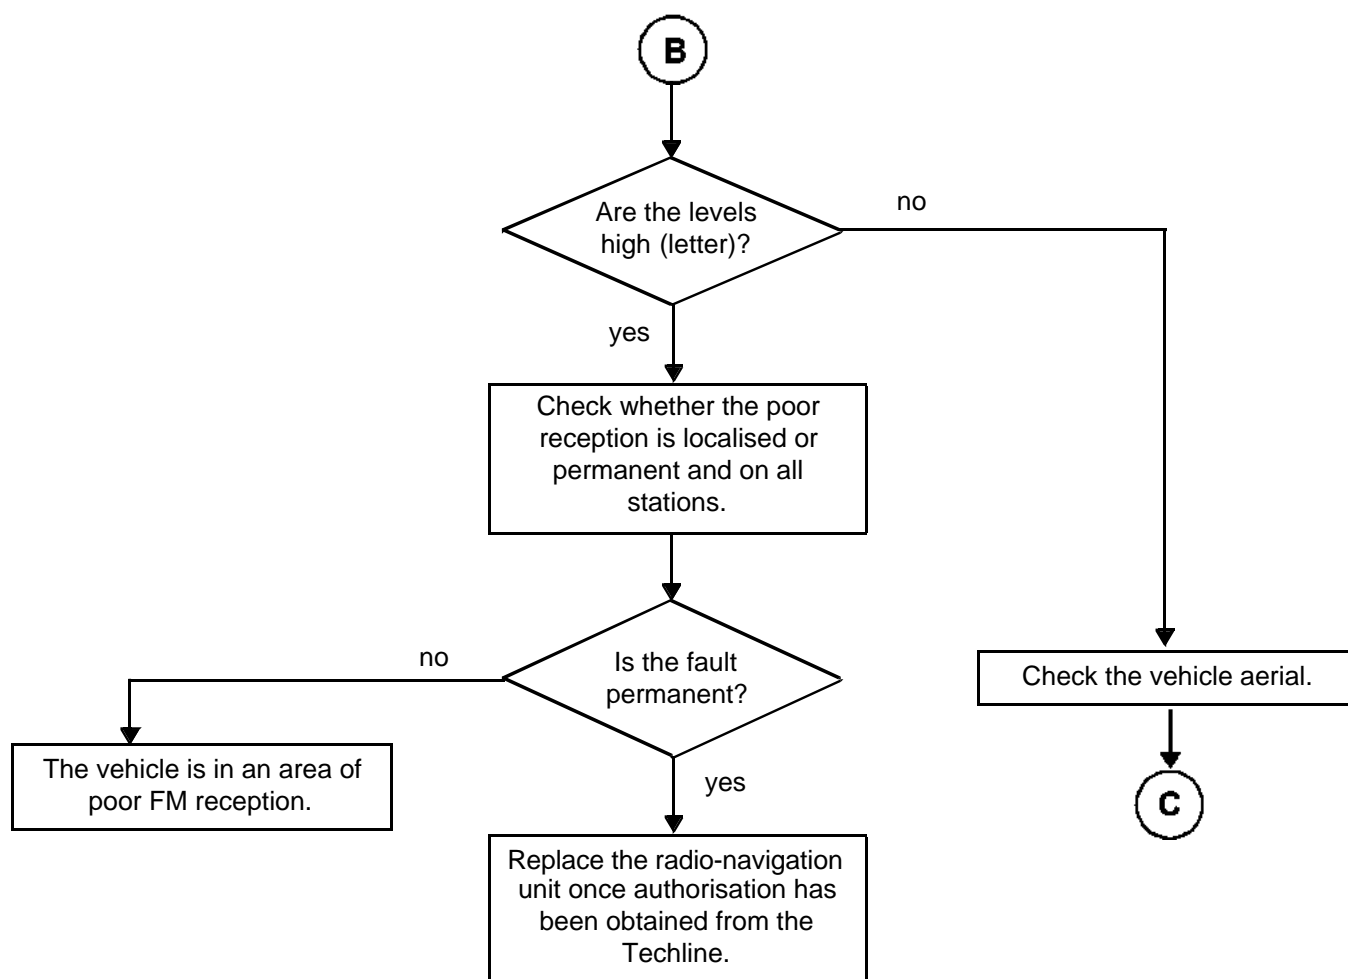 B
Are the levels
high (letter)?
no
yes
Check whether the poor
reception is localised or
permanent and on all
stations.
no
Is the fault
permanent?
Check the vehicle aerial.
The vehicle is in an area of
poor FM reception.
yes
C
Replace the radio-navigation
unit once authorisation has
been obtained from the
Techline.